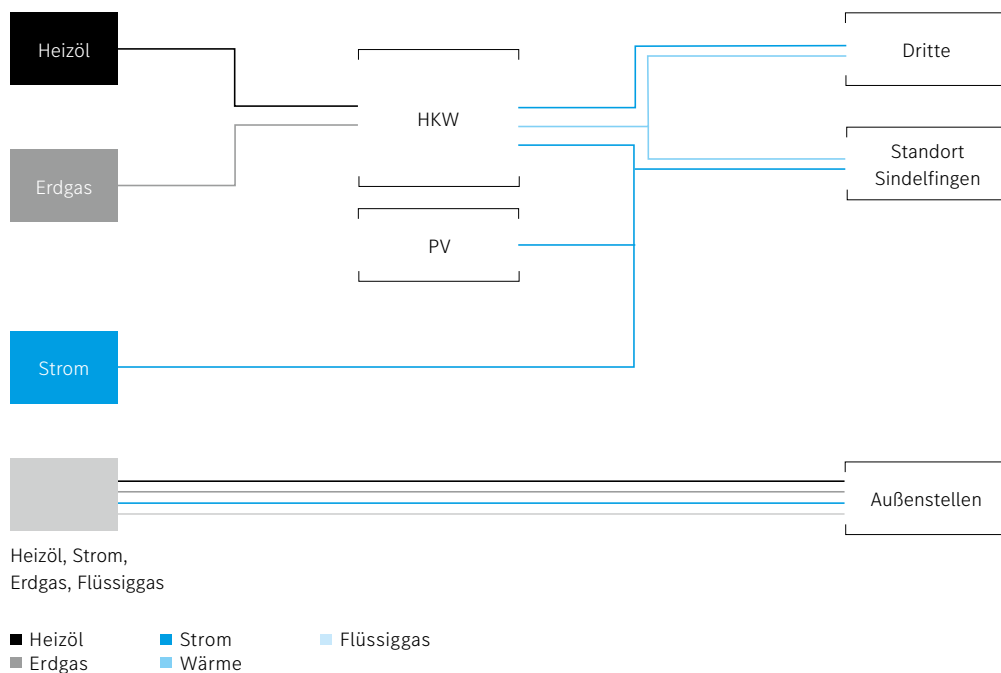 Heizöl
HKW
Dritte
Erdgas
Standort
Sindelfingen
PV
Strom
Außenstellen
Heizöl, Strom,
Erdgas, Flüssiggas
Heizöl
Strom
Flüssiggas
Erdgas
Wärme